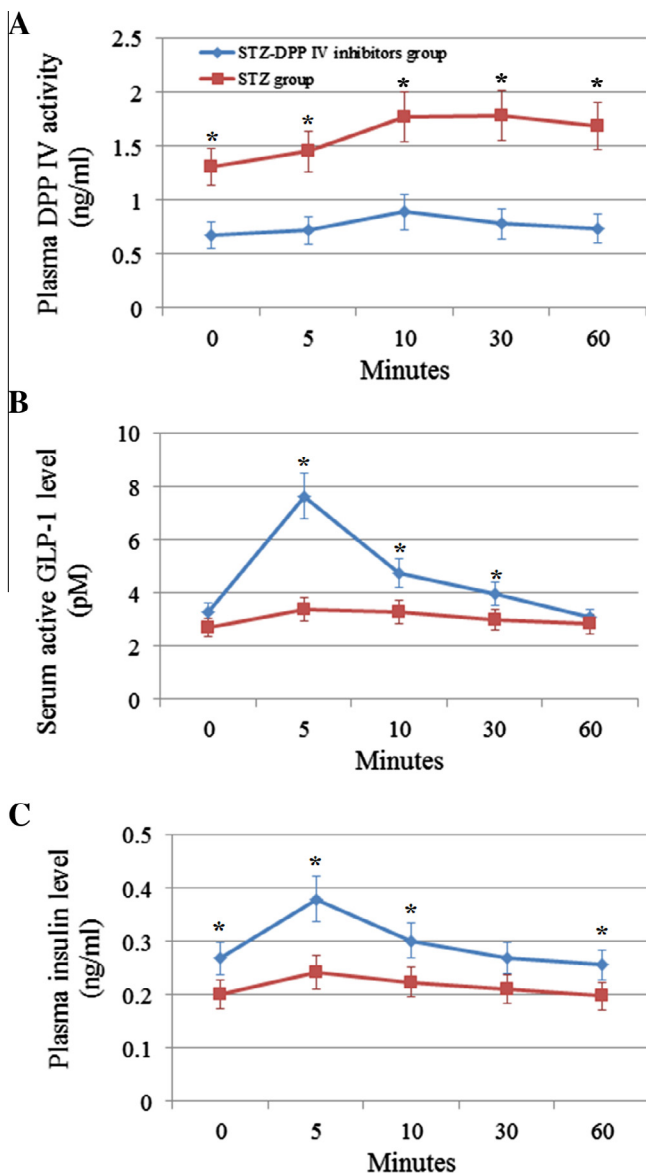 A
Plasma DPP IV activity
(ng/ml)
2.5
2
1.5
1
0.5
0
STZ-DPP IV inhibitors group
STZ group
* * * * *
0 5 10 30 60
Minutes
B
Serum active GLP-1 level
(pM)
10
8
6
4
2
0
* * *
0 5 10 30 60
Minutes
C
Plasma insulin level
(ng/ml)
0.5
0.4
0.3
0.2
0.1
0
* * * *
0 5 10 30 60
Minutes